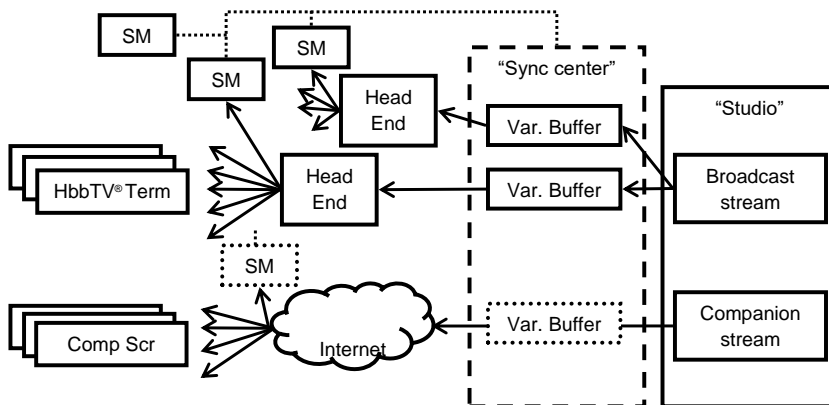 SM
SM
SM
“Sync center”
Head
End
Var. Buffer
“Studio”
HbbTV® Term
Head
End
Var. Buffer
Broadcast
stream
SM
Comp Scr
Internet
Var. Buffer
Companion
stream